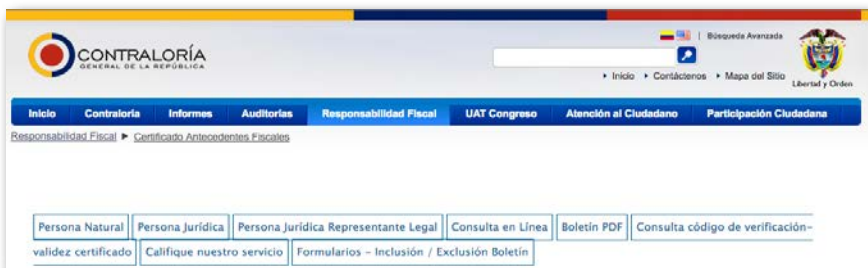 Búsqueda Avanzada
CONTRALORÍA
GENERAL DE LA REPÚBLICA
Inicio Contáctenos Mapa del Sitio
Libertad y Orden
Inicio Contraloría Informes Auditorías Responsabilidad Fiscal UAT Congreso Atención al Ciudadano Participación Ciudadana
Responsabilidad Fiscal ► Certificado Antecedentes Fiscales
Persona Natural Persona Jurídica Persona Jurídica Representante Legal Consulta en Línea Boletín PDF Consulta código de verificación–
validez certificado Califique nuestro servicio Formularios – Inclusión / Exclusión Boletín